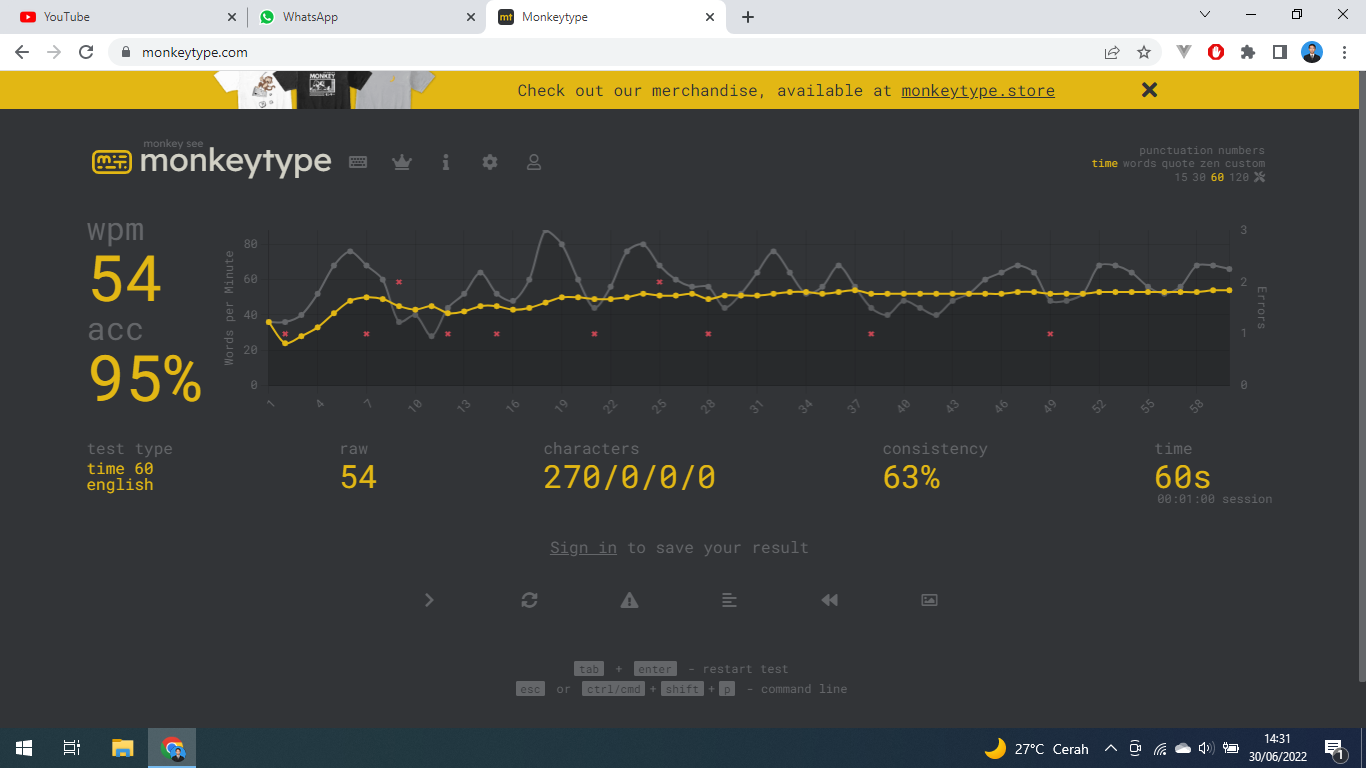 YouTube
WhatsApp
Monkeytype
monkeytype.com
MONKEY
Check out our merchandise, available at monkeytype.store
monkey see
monkeytype
punctuation numbers
time words quote zen custom
15 30 60 120
wpm
54
acc
95%
Words per Minute
80
60
40
20
0
1 4 7 10 13 16 19 22 25 28 31 34 37 40 43 46 49 52 55 58
3
2
1
0
Errors
test type
time 60
english
raw
54
characters
270/0/0/0
consistency
63%
time
60s
00:01:00 session
Sign in to save your result
tab + enter - restart test
esc or ctrl/cmd + shift + p - command line
27°C Cerah
14:31
30/06/2022
1